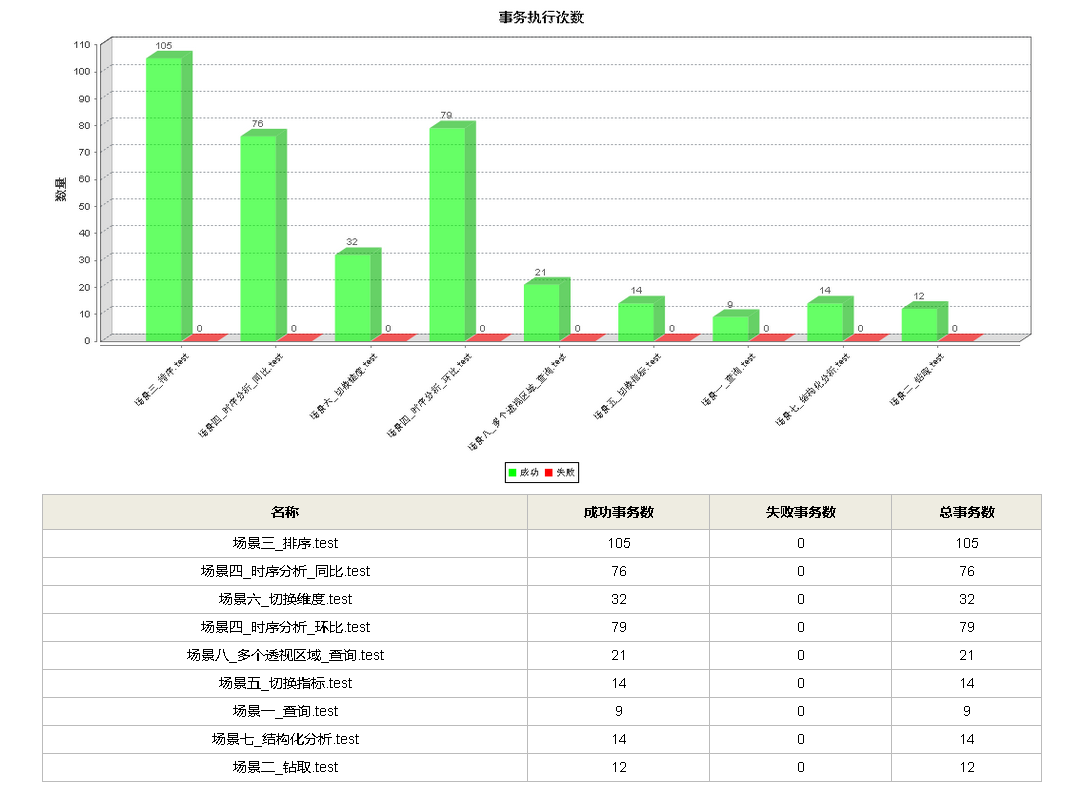 事务执行次数
110
100
90
80
70
60
50
40
30
20
10
0
数量
105
0
76
0
32
0
79
0
21
0
14
0
9
0
14
0
12
0
场景三_排序.test
场景四_时序分析_同比.test
场景六_切换维度.test
场景四_时序分析_环比.test
场景八_多个透视区域_查询.test
场景五_切换指标.test
场景一_查询.test
场景七_结构化分析.test
场景二_钻取.test
成功 失败
名称 成功事务数 失败事务数 总事务数
场景三_排序.test 105 0 105
场景四_时序分析_同比.test 76 0 76
场景六_切换维度.test 32 0 32
场景四_时序分析_环比.test 79 0 79
场景八_多个透视区域_查询.test 21 0 21
场景五_切换指标.test 14 0 14
场景一_查询.test 9 0 9
场景七_结构化分析.test 14 0 14
场景二_钻取.test 12 0 12